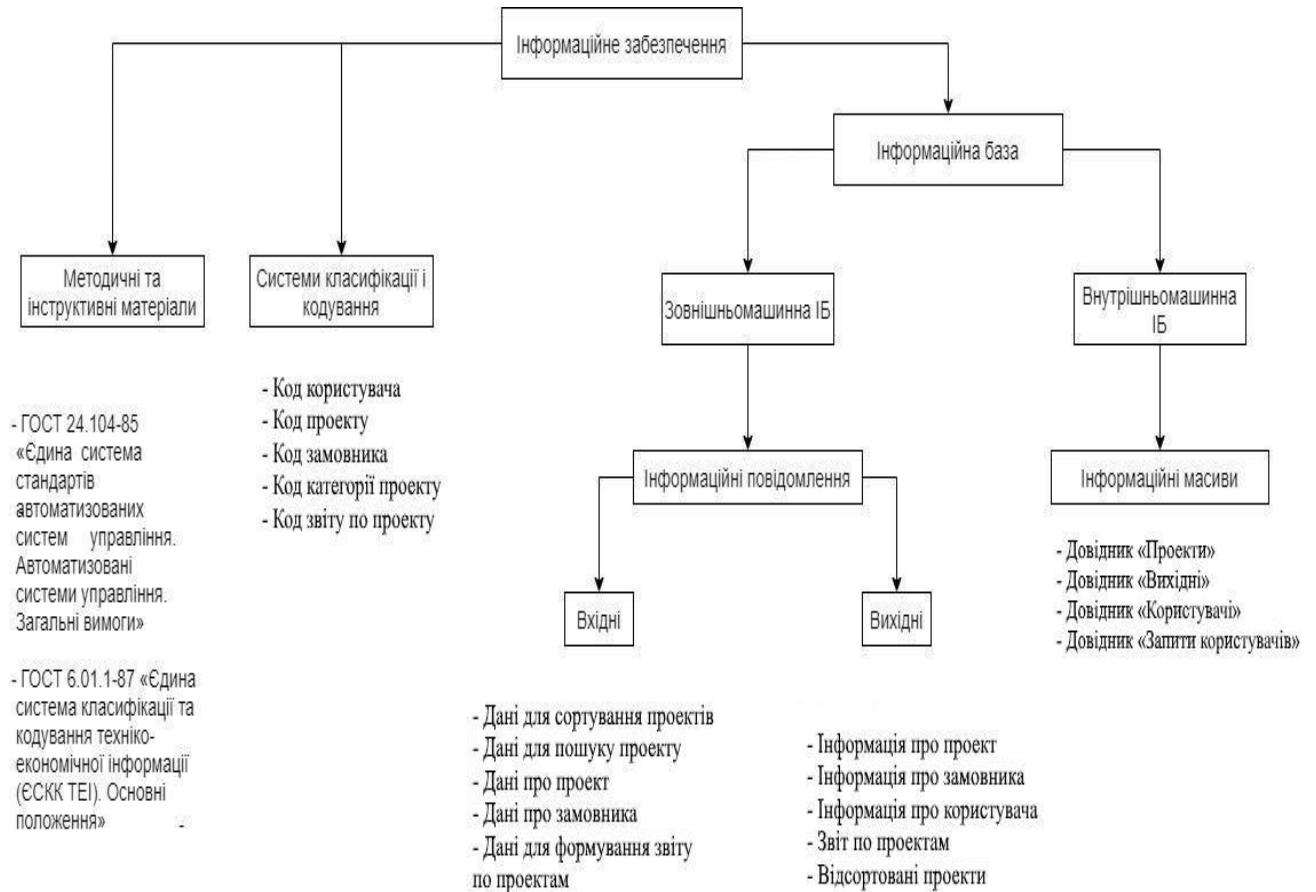 Інформаційне забезпечення
Інформаційна база
Методичні та
інструктивні матеріали
Системи класифікації і
кодування
Зовнішньомашинна ІБ
Внутрішньомашинна
ІБ
- ГОСТ 24.104-85
«Єдина система
стандартів
автоматизованих
систем управління.
Автоматизовані
системи управління.
Загальні вимоги»
- ГОСТ 6.01.1-87 «Єдина
система класифікації та
кодування техніко-
економічної інформації
(ЄСКК ТЕІ). Основні
положення» -
- Код користувача
- Код проекту
- Код замовника
- Код категорії проекту
- Код звіту по проекту
Інформаційні повідомлення
Інформаційні масиви
Вхідні
Вихідні
- Довідник «Проекти»
- Довідник «Вихідні»
- Довідник «Користувачі»
- Довідник «Запити користувачів»
- Дані для сортування проектів
- Дані для пошуку проекту
- Дані про проект
- Дані про замовника
- Дані для формування звіту
по проектам
- Інформація про проект
- Інформація про замовника
- Інформація про користувача
- Звіт по проектам
- Відсортовані проекти